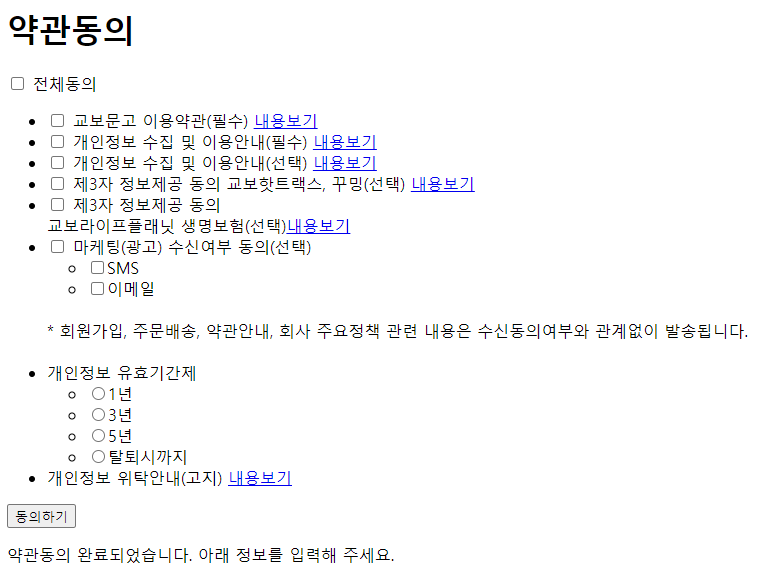 약관동의
전체동의
교보문고 이용약관(필수) 내용보기
개인정보 수집 및 이용안내(필수) 내용보기
개인정보 수집 및 이용안내(선택) 내용보기
제3자 정보제공 동의 교보핫트랙스, 꾸밍(선택) 내용보기
제3자 정보제공 동의
교보라이프플래닛 생명보험(선택)내용보기
마케팅(광고) 수신여부 동의(선택)
SMS
이메일
* 회원가입, 주문배송, 약관안내, 회사 주요정책 관련 내용은 수신동의여부와 관계없이 발송됩니다.
개인정보 유효기간제
1년
3년
5년
탈퇴시까지
개인정보 위탁안내(고지) 내용보기
동의하기
약관동의 완료되었습니다. 아래 정보를 입력해 주세요.